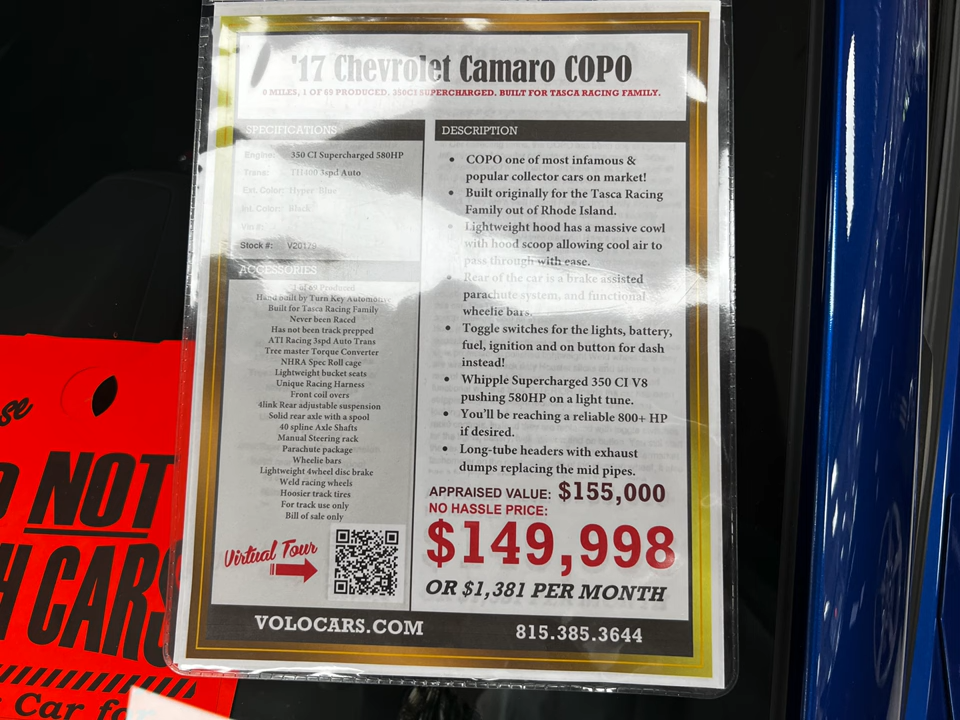 '17 Chevrolet Camaro COPO
0 MILES, 1 OF 69 PRODUCED, 350CI SUPERCHARGED. BUILT FOR TASCA RACING FAMILY.
SPECIFICATIONS
Engine: 350 CI Supercharged 580HP
Trans: TH400 3spd Auto
Ext. Color: Hyper Blue
Int. Color: Black
Vin #:
Stock #: V20179
ACCESSORIES
1 of 69 Produced
Hand built by Turn Key Automotive
Built for Tasca Racing Family
Never been Raced
Has not been track prepped
ATI Racing 3spd Auto Trans
Tree master Torque Converter
NHRA Spec Roll cage
Lightweight bucket seats
Unique Racing Harness
Front coil overs
4link Rear adjustable suspension
Solid rear axle with a spool
40 spline Axle Shafts
Manual Steering rack
Parachute package
Wheelie bars
Lightweight 4wheel disc brake
Weld racing wheels
Hoosier track tires
For track use only
Bill of sale only
Virtual Tour
DESCRIPTION
• COPO one of most infamous &
popular collector cars on market!
• Built originally for the Tasca Racing
Family out of Rhode Island.
• Lightweight hood has a massive cowl
with hood scoop allowing cool air to
pass through with ease.
• Rear of the car is a brake assisted
parachute system, and functional
wheelie bars.
• Toggle switches for the lights, battery,
fuel, ignition and on button for dash
instead!
• Whipple Supercharged 350 CI V8
pushing 580HP on a light tune.
• You'll be reaching a reliable 800+ HP
if desired.
• Long-tube headers with exhaust
dumps replacing the mid pipes.
APPRAISED VALUE: $155,000
NO HASSLE PRICE:
$149,998
OR $1,381 PER MONTH
VOLOCARS.COM
815.385.3644
NOT
CARS
Car for